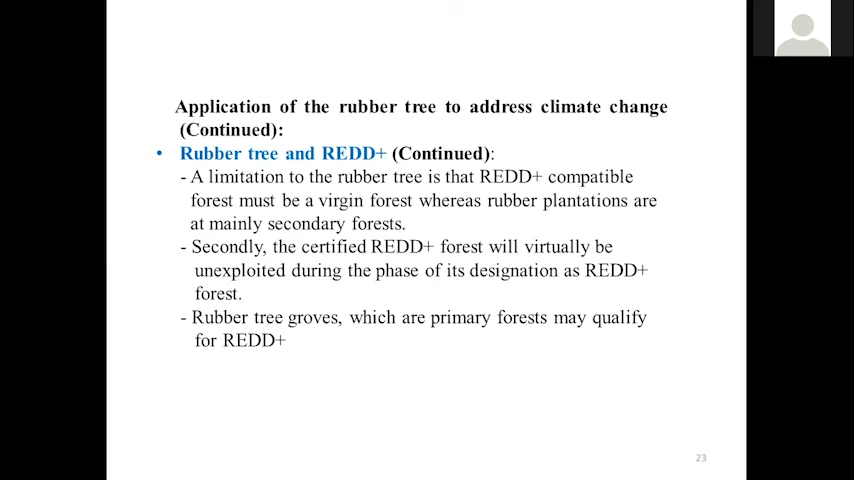 Application of the rubber tree to address climate change
(Continued):
• Rubber tree and REDD+ (Continued):
- A limitation to the rubber tree is that REDD+ compatible
forest must be a virgin forest whereas rubber plantations are
at mainly secondary forests.
- Secondly, the certified REDD+ forest will virtually be
unexploited during the phase of its designation as REDD+
forest.
- Rubber tree groves, which are primary forests may qualify
for REDD+
23